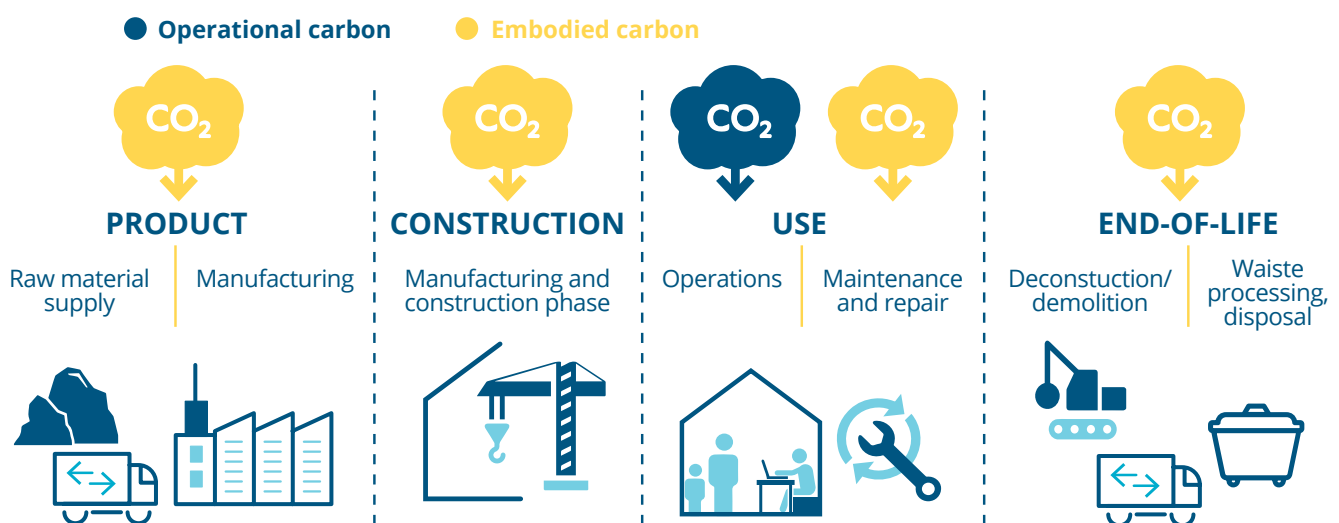 Operational carbon
Embodied carbon
CO₂
CO₂
CO₂
CO₂
CO₂
PRODUCT
CONSTRUCTION
USE
END-OF-LIFE
Raw material
supply
Manufacturing
Manufacturing and
construction phase
Operations
Maintenance
and repair
Deconstuction/
demolition
Waiste
processing,
disposal